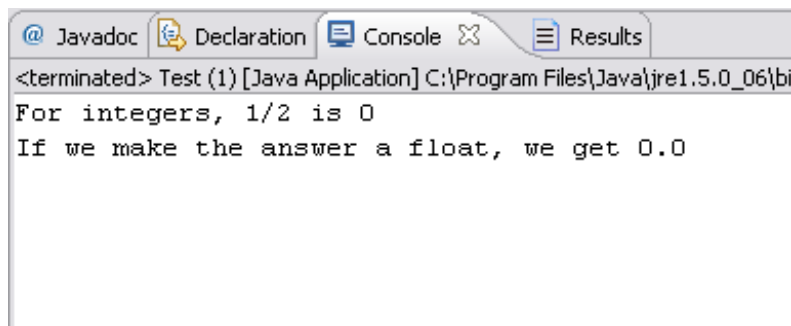 @ Javadoc Declaration Console Results
<terminated> Test (1) [Java Application] C:\Program Files\Java\jre1.5.0_06\bi
For integers, 1/2 is 0
If we make the answer a float, we get 0.0